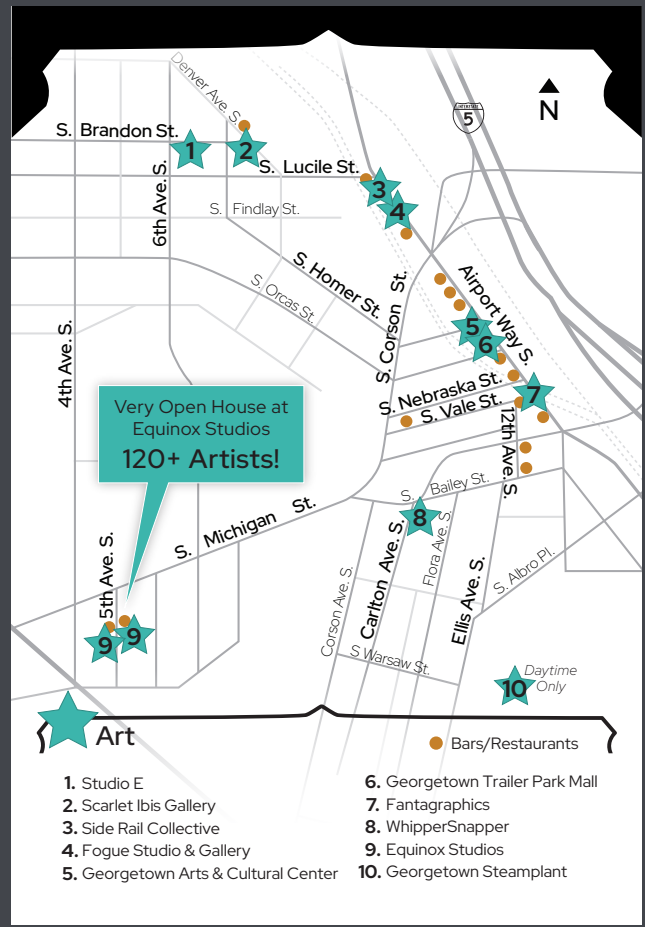 Denver Ave. S.
INTERSTATE
5
N
S. Brandon St.
1
2
S. Lucile St.
3
4
6th Ave. S.
S. Findlay St.
S. Homer St.
S. Orcas St.
S. Corson St.
Airport Way S.
5
6
4th Ave. S.
S. Nebraska St.
S. Vale St.
7
12th Ave. S.
Very Open House at
Equinox Studios
120+ Artists!
S. Bailey St.
S. Michigan St.
8
5th Ave. S.
Corson Ave. S.
Carlton Ave. S.
Flora Ave. S.
Ellis Ave. S.
S. Albro Pl.
9
9
S Warsaw St.
10
Daytime
Only
Art
Bars/Restaurants
1. Studio E
2. Scarlet Ibis Gallery
3. Side Rail Collective
4. Fogue Studio & Gallery
5. Georgetown Arts & Cultural Center
6. Georgetown Trailer Park Mall
7. Fantagraphics
8. WhipperSnapper
9. Equinox Studios
10. Georgetown Steamplant